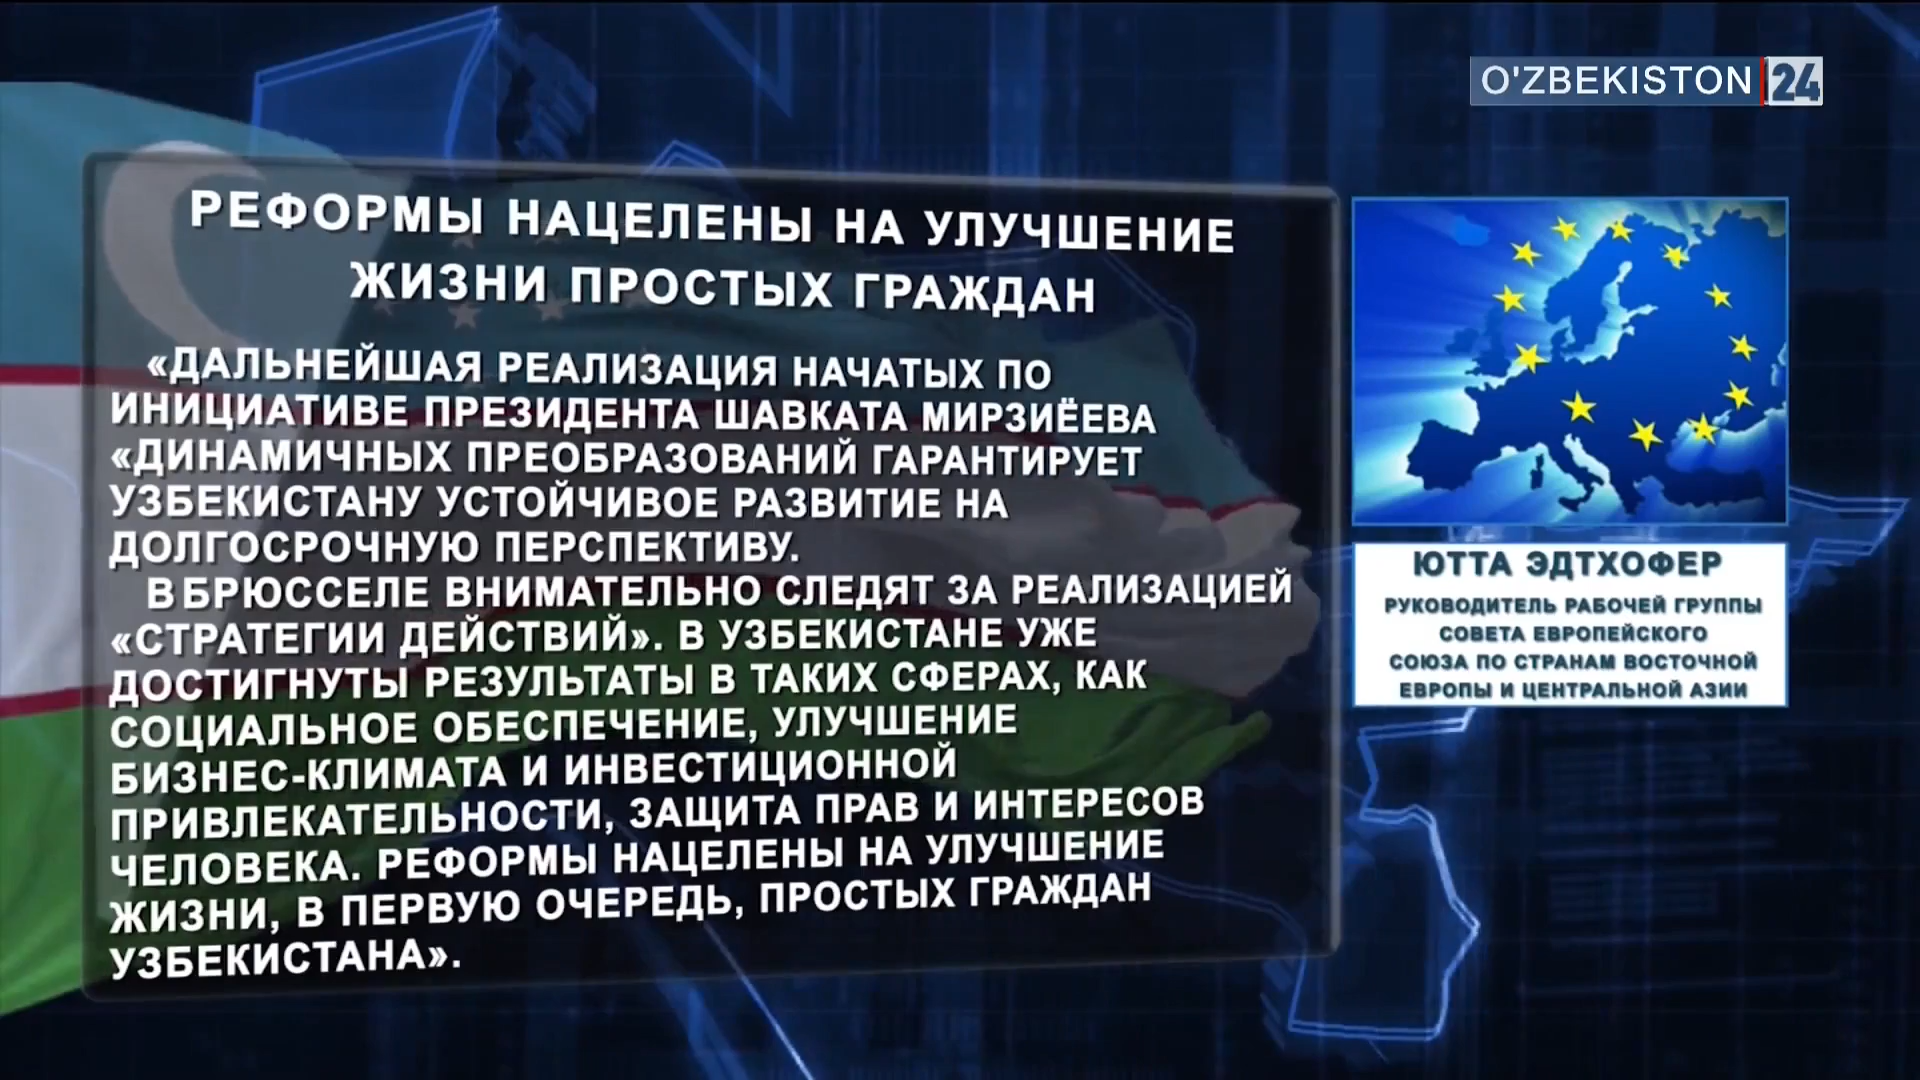 O'ZBEKISTON 24
РЕФОРМЫ НАЦЕЛЕНЫ НА УЛУЧШЕНИЕ
ЖИЗНИ ПРОСТЫХ ГРАЖДАН
«ДАЛЬНЕЙШАЯ РЕАЛИЗАЦИЯ НАЧАТЫХ ПО
ИНИЦИАТИВЕ ПРЕЗИДЕНТА ШАВКАТА МИРЗИЁЕВА
«ДИНАМИЧНЫХ ПРЕОБРАЗОВАНИЙ ГАРАНТИРУЕТ
УЗБЕКИСТАНУ УСТОЙЧИВОЕ РАЗВИТИЕ НА
ДОЛГОСРОЧНУЮ ПЕРСПЕКТИВУ.
В БРЮССЕЛЕ ВНИМАТЕЛЬНО СЛЕДЯТ ЗА РЕАЛИЗАЦИЕЙ
«СТРАТЕГИИ ДЕЙСТВИЙ». В УЗБЕКИСТАНЕ УЖЕ
ДОСТИГНУТЫ РЕЗУЛЬТАТЫ В ТАКИХ СФЕРАХ, КАК
СОЦИАЛЬНОЕ ОБЕСПЕЧЕНИЕ, УЛУЧШЕНИЕ
БИЗНЕС-КЛИМАТА И ИНВЕСТИЦИОННОЙ
ПРИВЛЕКАТЕЛЬНОСТИ, ЗАЩИТА ПРАВ И ИНТЕРЕСОВ
ЧЕЛОВЕКА. РЕФОРМЫ НАЦЕЛЕНЫ НА УЛУЧШЕНИЕ
ЖИЗНИ, В ПЕРВУЮ ОЧЕРЕДЬ, ПРОСТЫХ ГРАЖДАН
УЗБЕКИСТАНА».
ЮТТА ЭДТХОФЕР
РУКОВОДИТЕЛЬ РАБОЧЕЙ ГРУППЫ
СОВЕТА ЕВРОПЕЙСКОГО
СОЮЗА ПО СТРАНАМ ВОСТОЧНОЙ
ЕВРОПЫ И ЦЕНТРАЛЬНОЙ АЗИИ